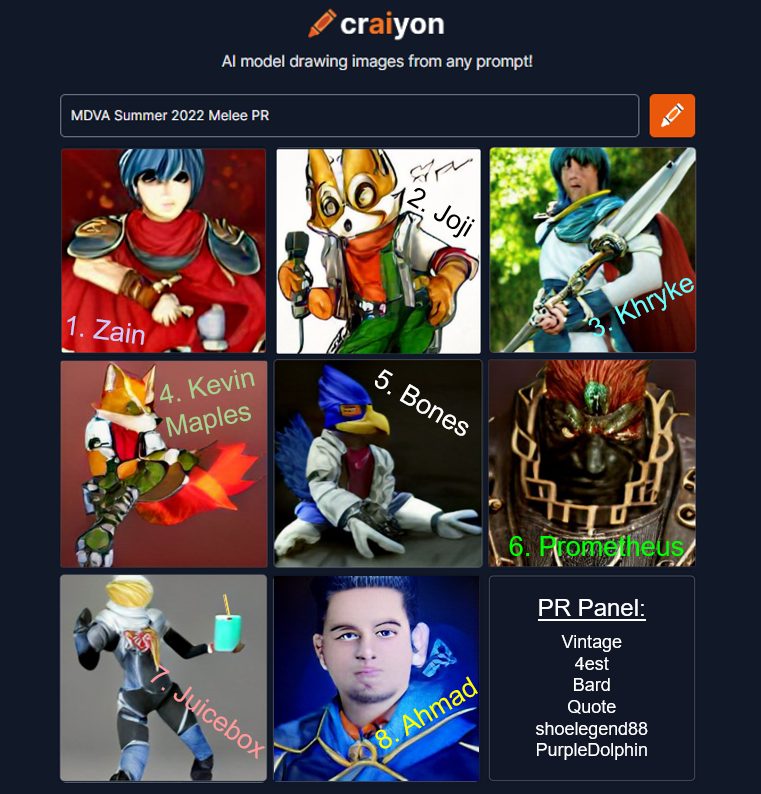 craiyon
AI model drawing images from any prompt!
MDVA Summer 2022 Melee PR
1. Zain
2. Joji
3. Khryke
4. Kevin
Maples
5. Bones
6. Prometheus
7. Juicebox
8. Ahmad
PR Panel:
Vintage
4est
Bard
Quote
shoelegend88
PurpleDolphin